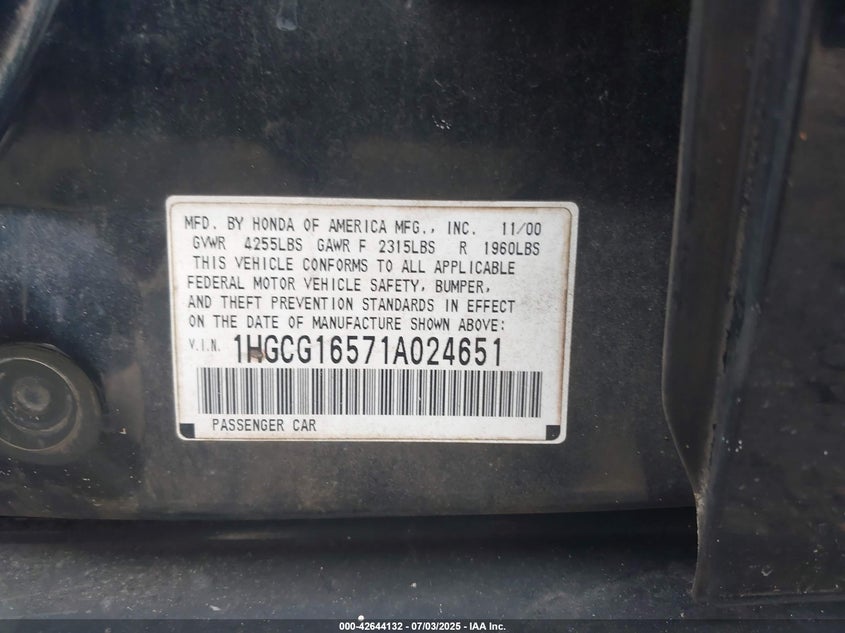 MFD. BY HONDA OF AMERICA MFG., INC. 11/00
GVWR 4255LBS GAWR F 2315LBS R 1960LBS
THIS VEHICLE CONFORMS TO ALL APPLICABLE
FEDERAL MOTOR VEHICLE SAFETY, BUMPER,
AND THEFT PREVENTION STANDARDS IN EFFECT
ON THE DATE OF MANUFACTURE SHOWN ABOVE:
V.I.N. 1HGCG16571A024651
PASSENGER CAR
000-42644132 - 07/03/2025 - IAA Inc.